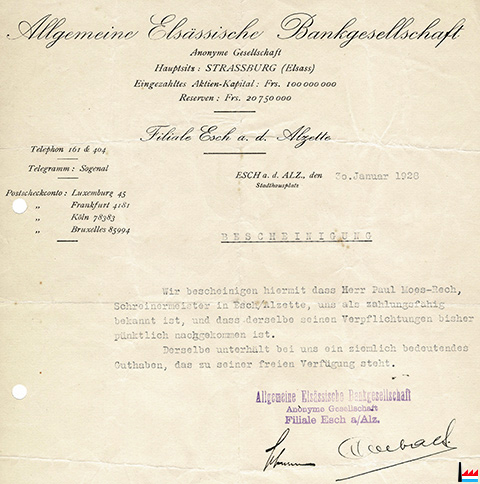 Allgemeine Elsässische Bankgesellschaft
Anonyme Gesellschaft
Hauptsitz: STRASSBURG (Elsass)
Eingezahltes Aktien-Kapital: Frs. 100 000 000
Reserven: Frs. 20 750 000
Filiale Esch a. d. Alzette
Telephon 161 & 404
Telegramm: Sogenal
Postscheckconto: Luxemburg 45
„ Frankfurt 4181
„ Köln 78383
„ Bruxelles 85994
ESCH a. d. ALZ., den 30.Januar 1928
Stadthausplatz
BESCHEINIGUNG
Wir bescheinigen hiermit dass Herr Paul Moes-Rech,
Schreinermeister in Esch/Alzette, uns als zahlungsfähig
bekannt ist, und dass derselbe seinen Verpflichtungen bisher
pünktlich nachgekommen ist.
Derselbe unterhält bei uns ein ziemlich bedeutendes
Guthaben, das zu seiner freien Verfügung steht.
Allgemeine Elsässische Bankgesellschaft
Anonyme Gesellschaft
Filiale Esch a/Alz.